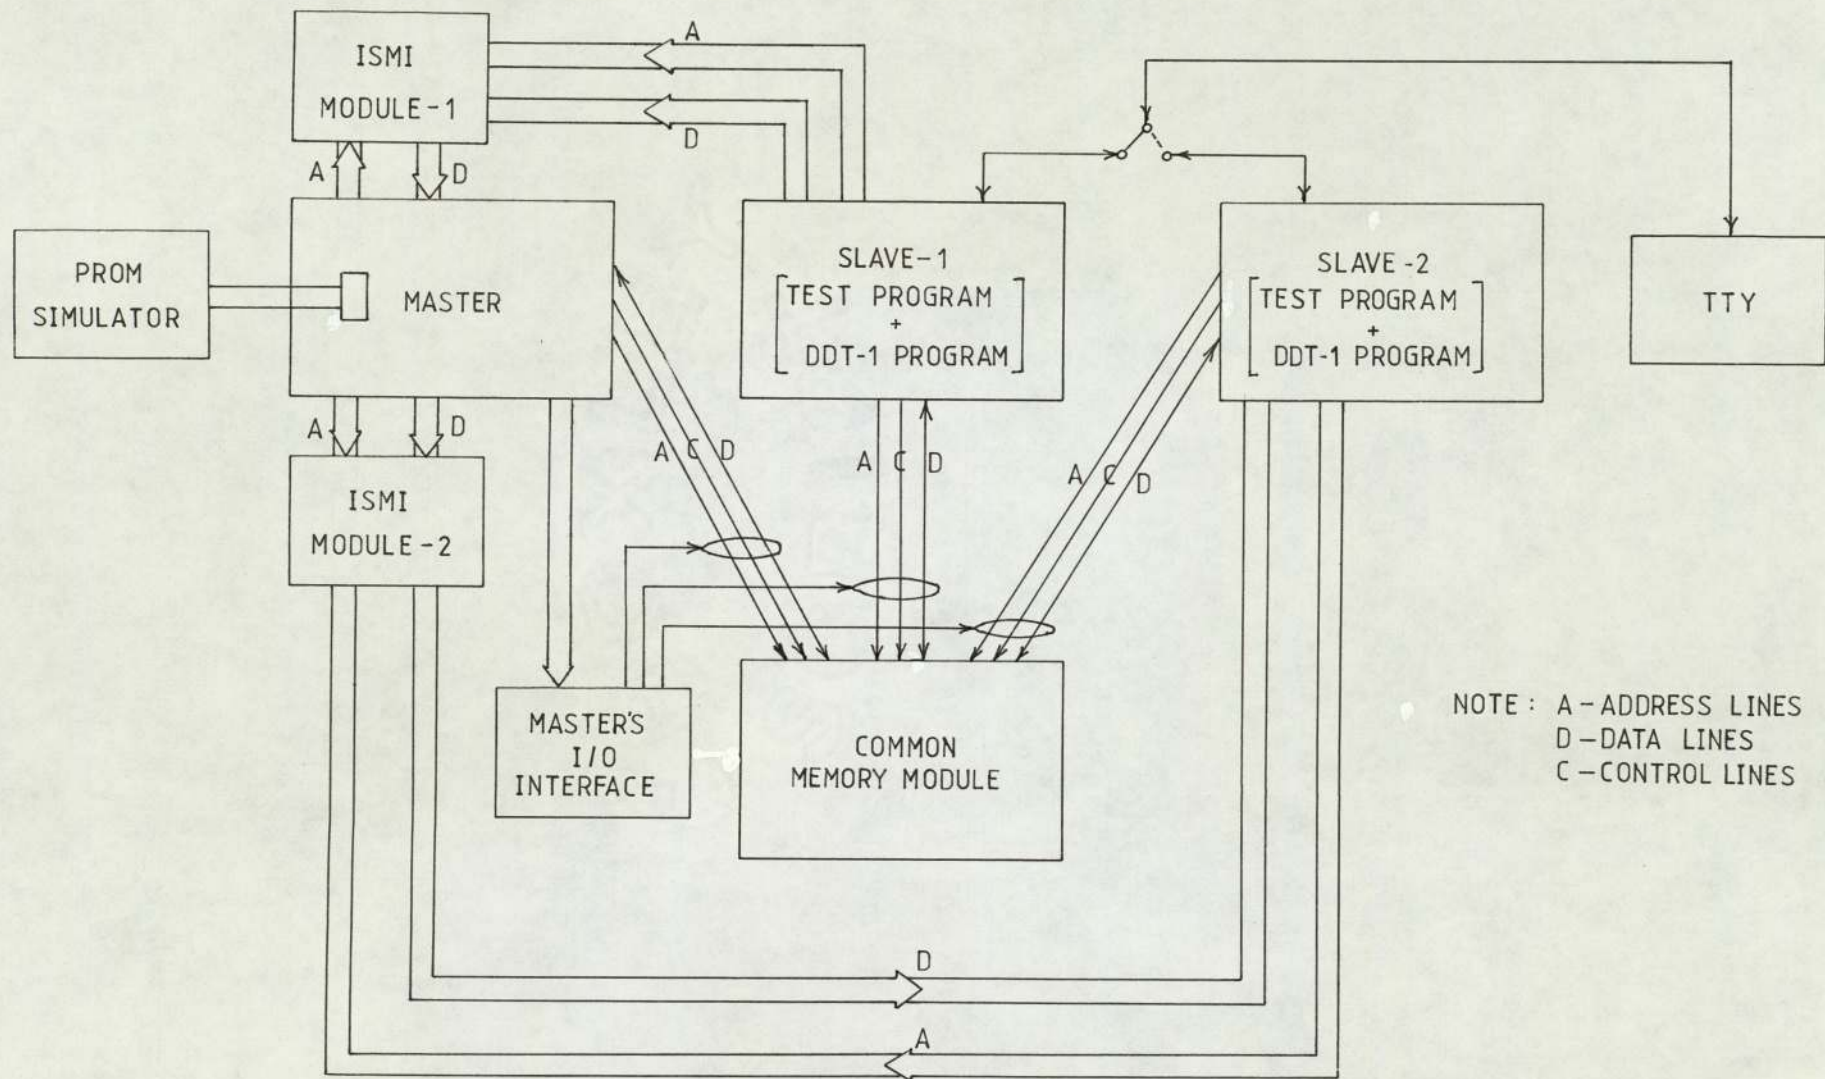 ISMI
MODULE-1
A
D
A
D
PROM
SIMULATOR
MASTER
SLAVE-1
[TEST PROGRAM
+
DDT-1 PROGRAM]
SLAVE-2
[TEST PROGRAM
+
DDT-1 PROGRAM]
TTY
A
D
ISMI
MODULE-2
A C D
A C D
A C D
MASTER'S
I/O
INTERFACE
COMMON
MEMORY MODULE
NOTE: A-ADDRESS LINES
D-DATA LINES
C-CONTROL LINES
D
A